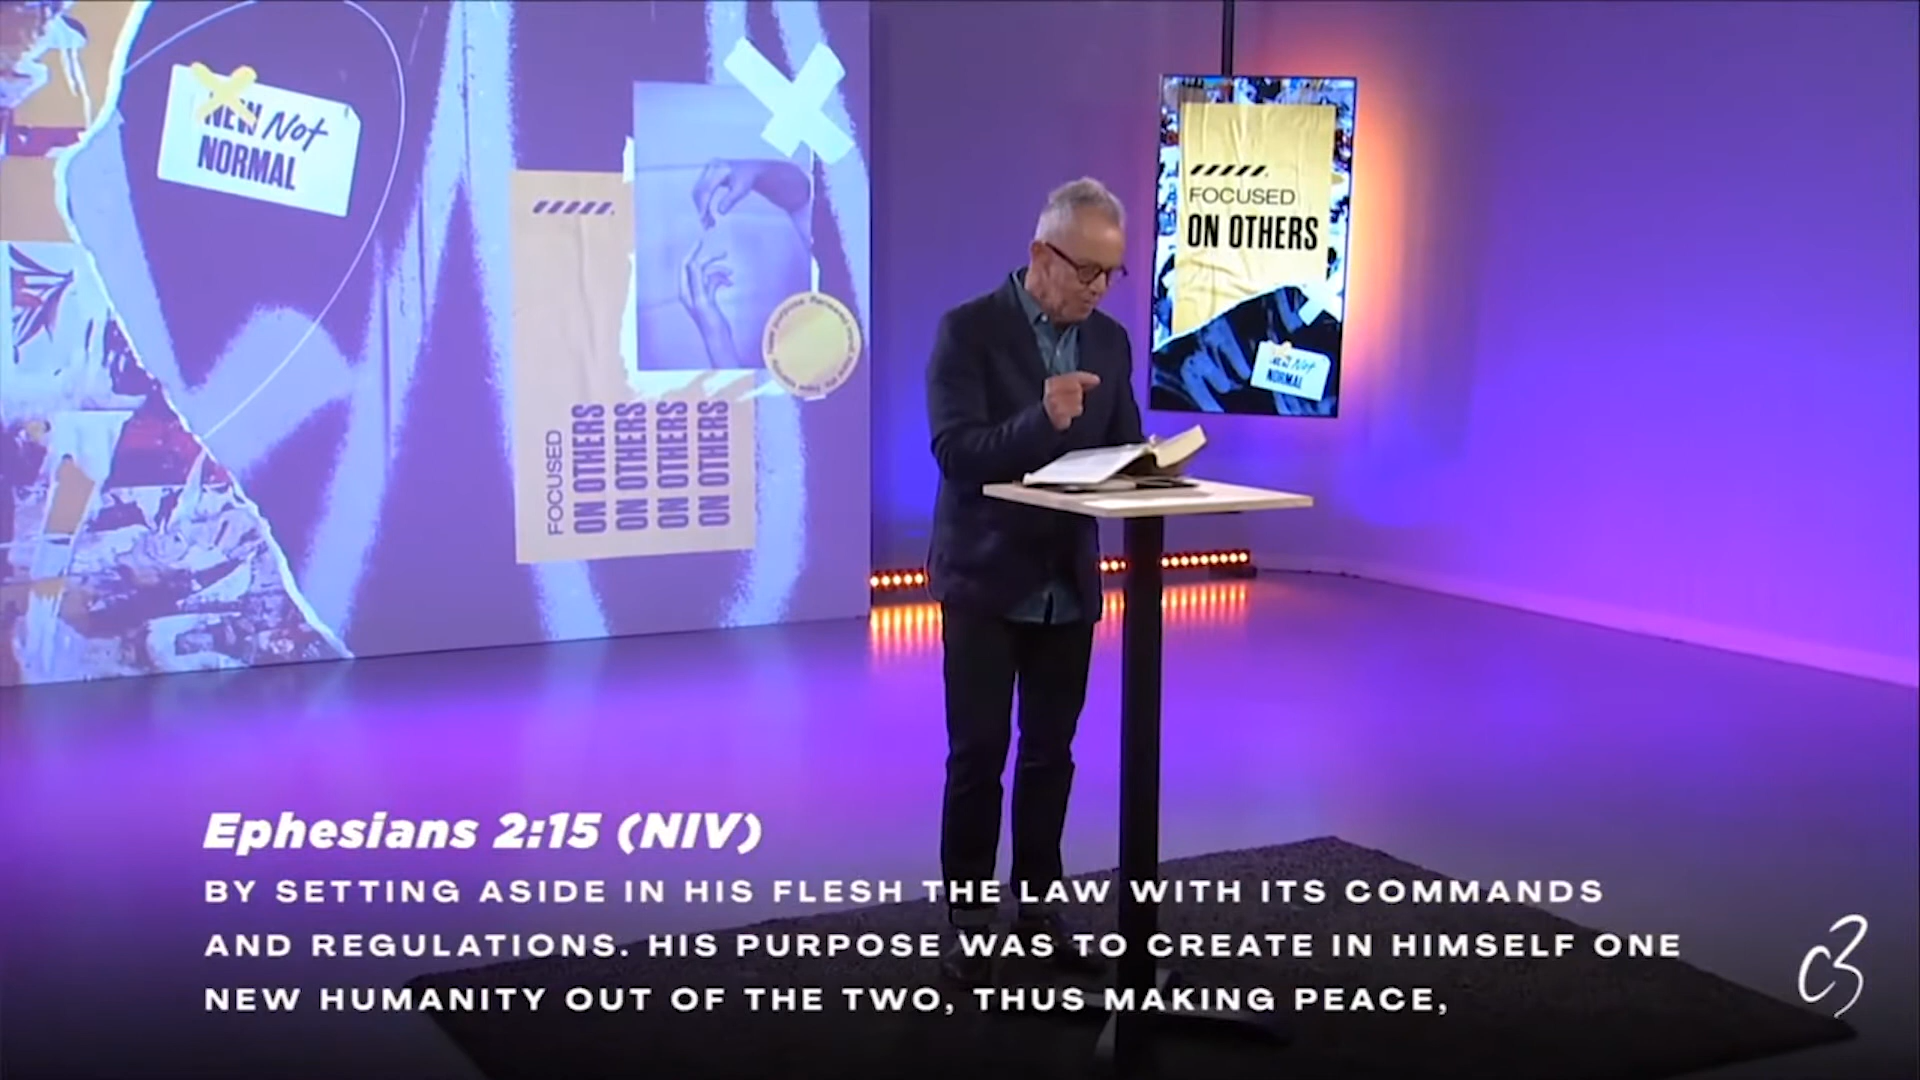 NEW Not
NORMAL
FOCUSED
ON OTHERS
ON OTHERS
ON OTHERS
ON OTHERS
FOCUSED
ON OTHERS
NEW Not
NORMAL
Ephesians 2:15 (NIV)
BY SETTING ASIDE IN HIS FLESH THE LAW WITH ITS COMMANDS
AND REGULATIONS. HIS PURPOSE WAS TO CREATE IN HIMSELF ONE
NEW HUMANITY OUT OF THE TWO, THUS MAKING PEACE,
C3